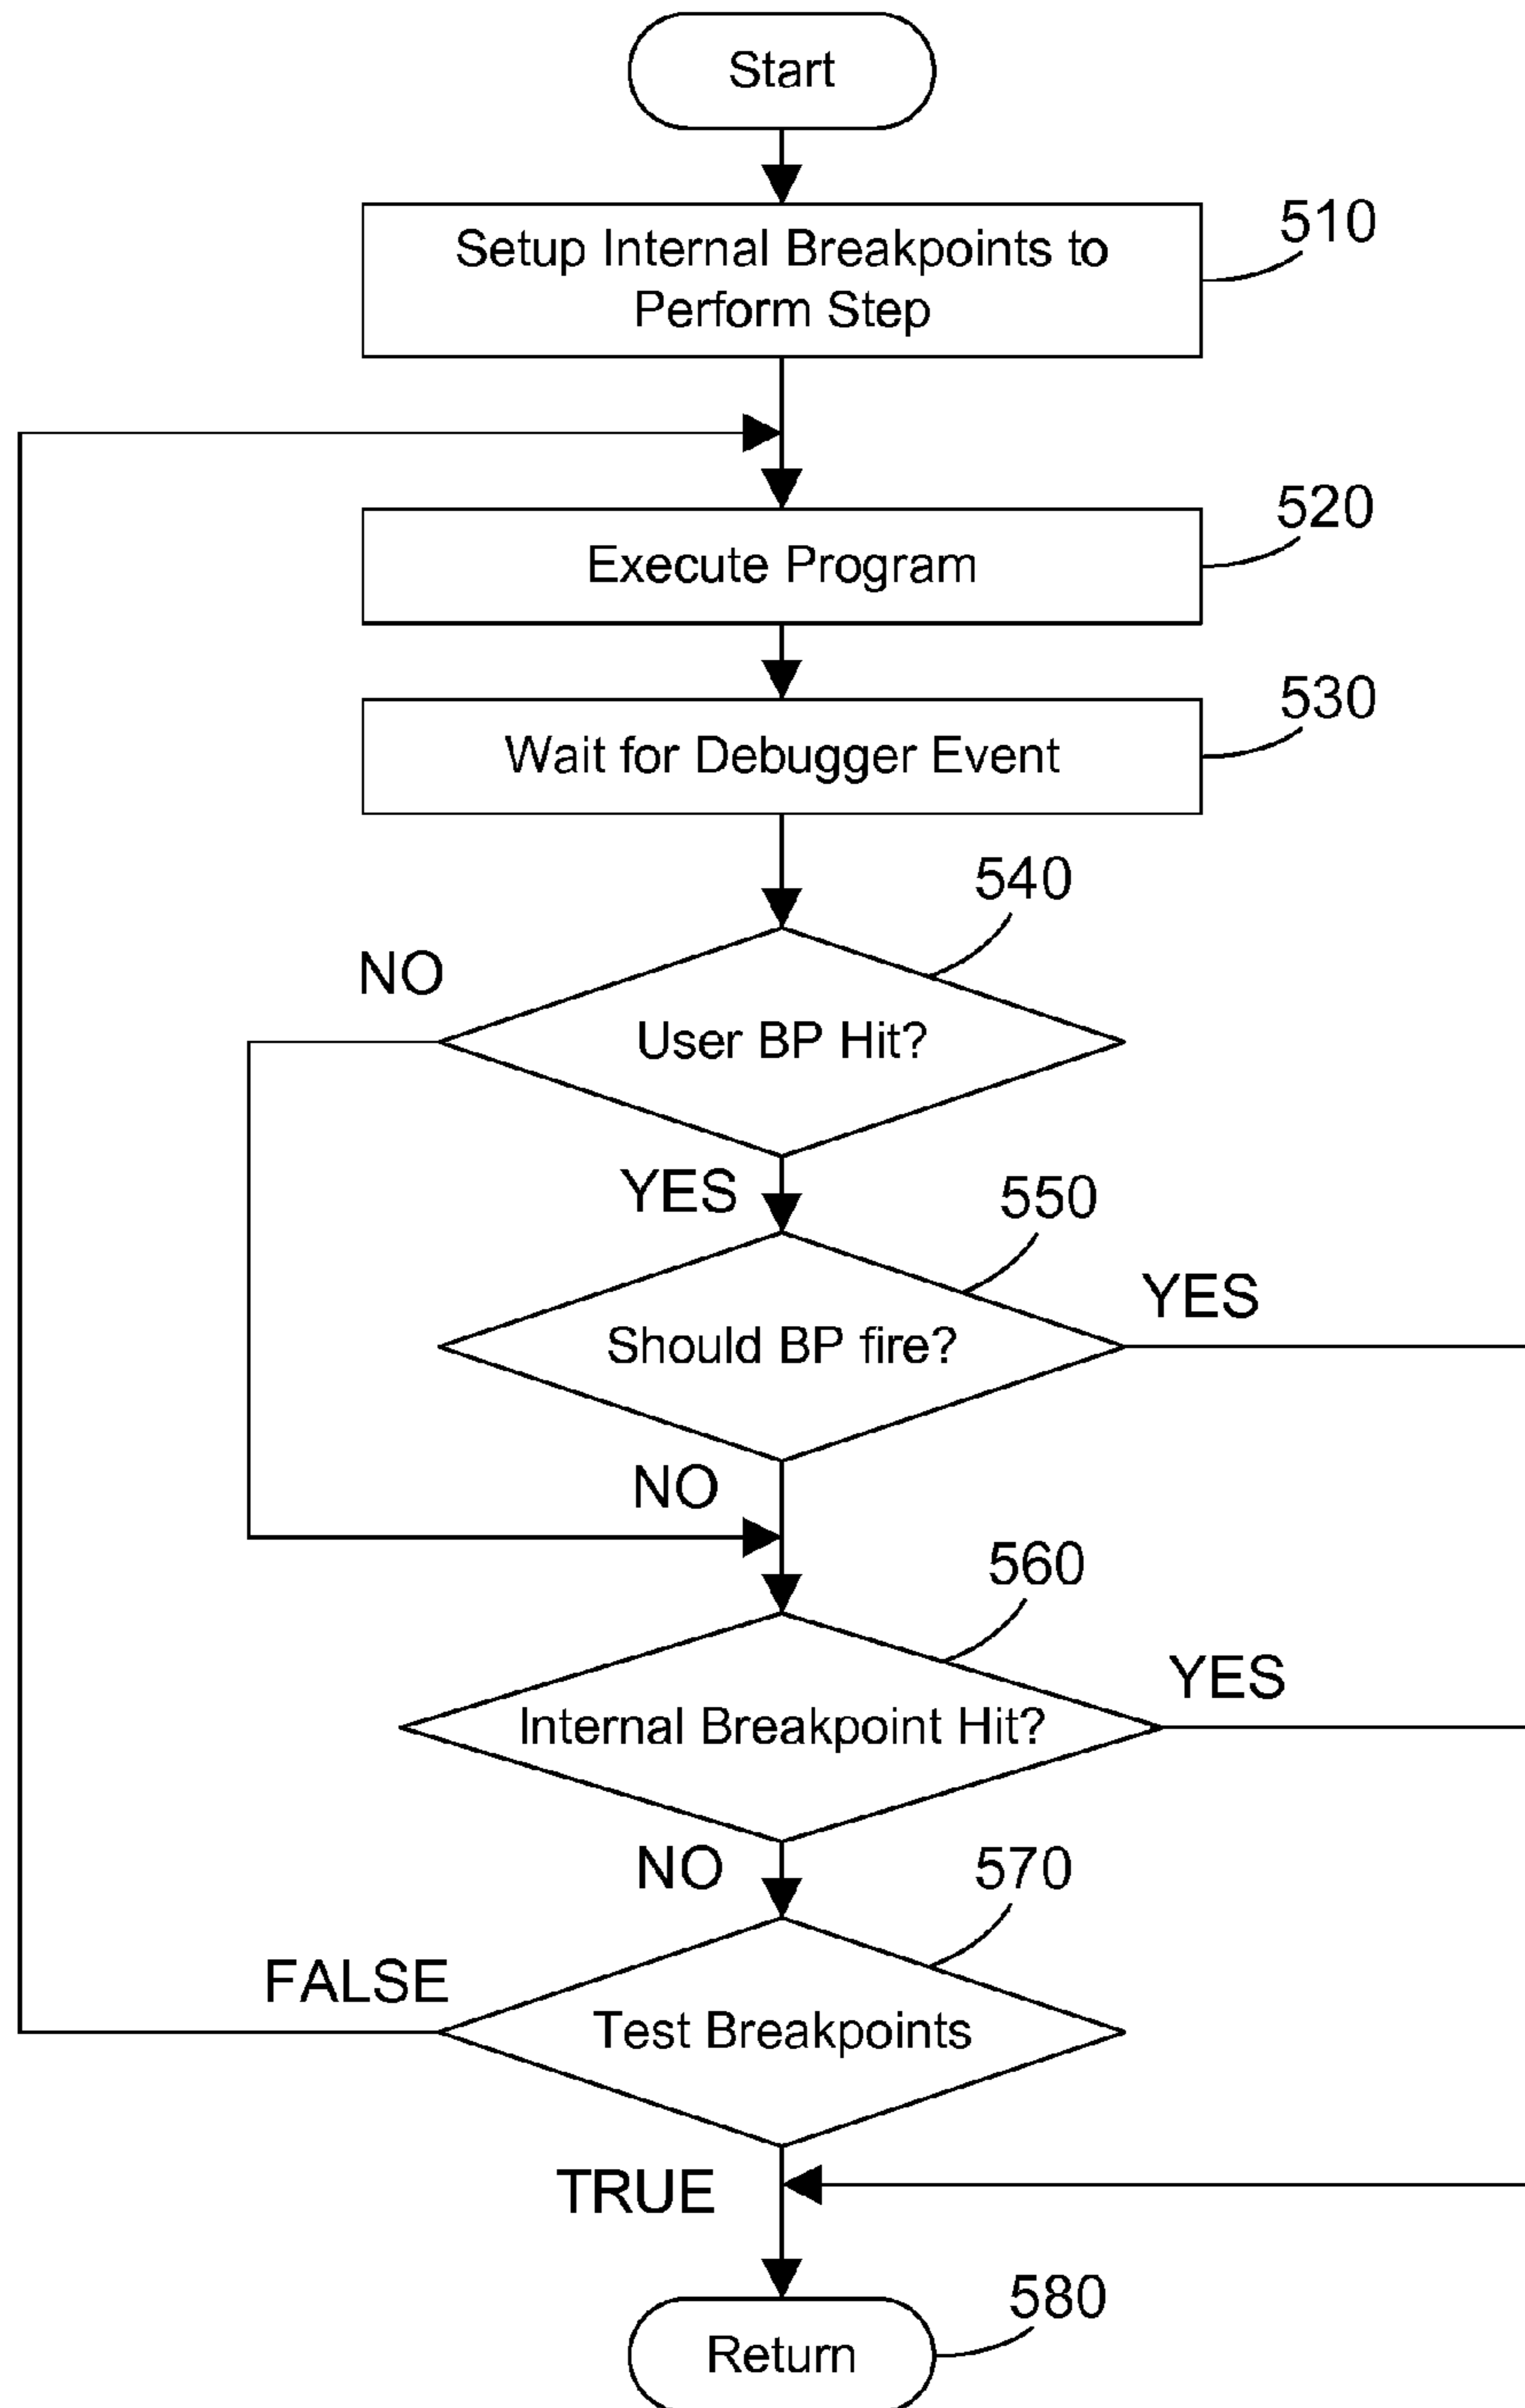 Start
510
Setup Internal Breakpoints to
Perform Step
520
Execute Program
530
Wait for Debugger Event
540
NO
User BP Hit?
YES
550
YES
Should BP fire?
NO
560
YES
Internal Breakpoint Hit?
NO
570
FALSE
Test Breakpoints
TRUE
580
Return